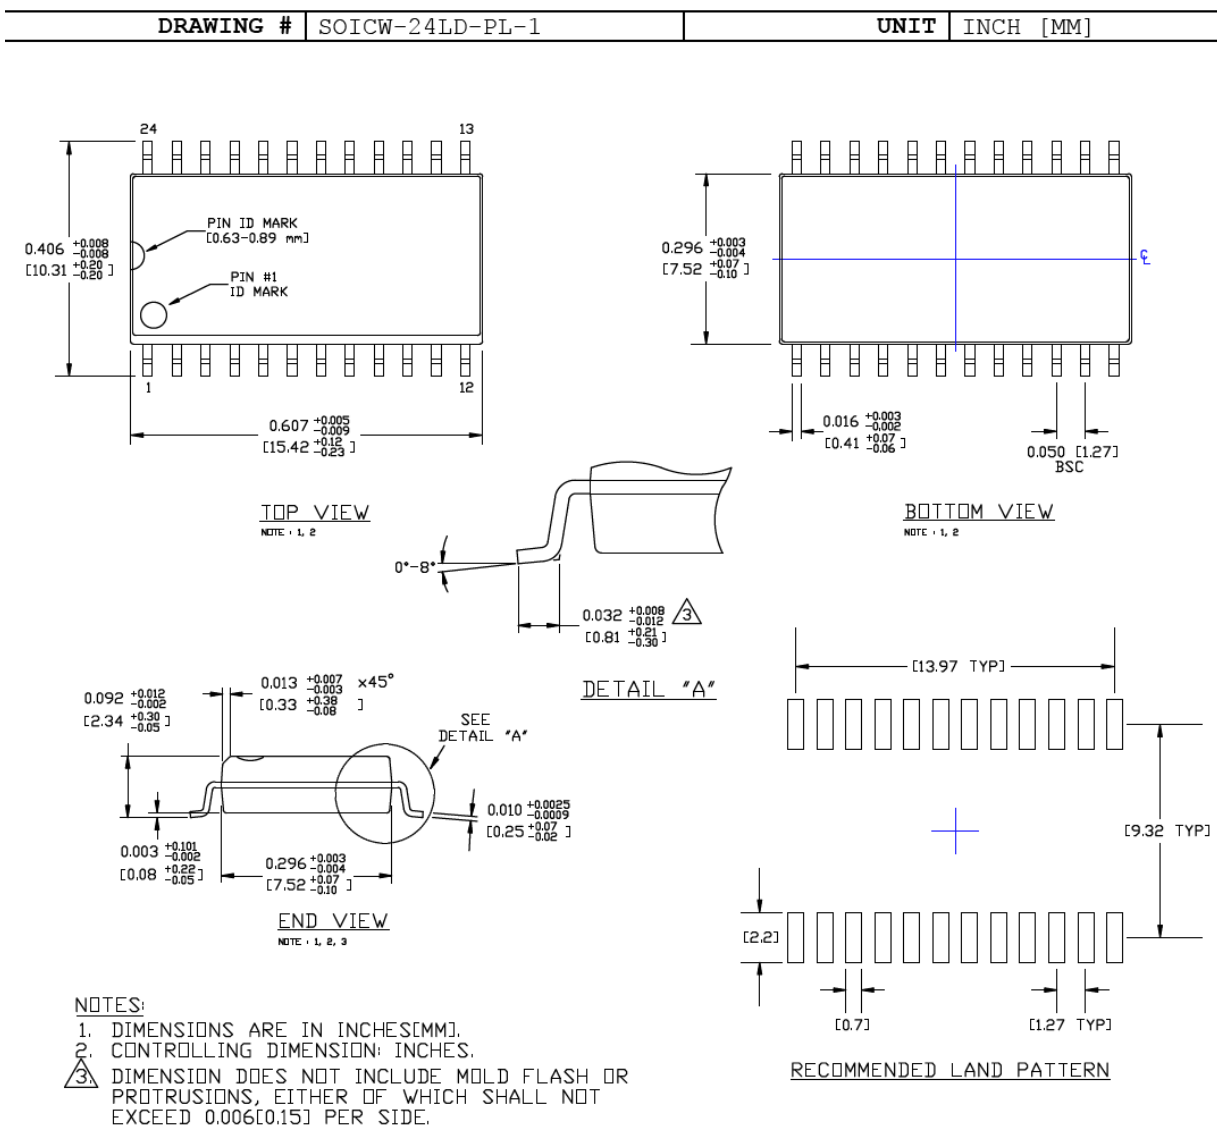 DRAWING # SOICW-24LD-PL-1 UNIT INCH [MM]
24 13
PIN ID MARK
[0.63-0.89 mm]
0.406 +0.008 -0.008
[10.31 +0.20 -0.20]
PIN #1
ID MARK
1 12
0.607 +0.005 -0.009
[15.42 +0.12 -0.23]
TOP VIEW
NOTE : 1, 2
0.296 +0.003 -0.004
[7.52 +0.07 -0.10]
℄
0.016 +0.003 -0.002
[0.41 +0.07 -0.06]
0.050 [1.27]
BSC
BOTTOM VIEW
NOTE : 1, 2
0°-8°
0.032 +0.008 -0.012 3
[0.81 +0.21 -0.30]
DETAIL "A"
0.092 +0.012 -0.002
[2.34 +0.30 -0.05]
0.013 +0.007 -0.003 x45°
[0.33 +0.38 -0.08 ]
SEE
DETAIL "A"
0.010 +0.0025 -0.0009
[0.25 +0.07 -0.02 ]
0.003 +0.101 -0.002
[0.08 +0.22 -0.05]
0.296 +0.003 -0.004
[7.52 +0.07 -0.10 ]
END VIEW
NOTE : 1, 2, 3
[13.97 TYP]
[9.32 TYP]
[2.2]
[0.7]
[1.27 TYP]
RECOMMENDED LAND PATTERN
NOTES:
1. DIMENSIONS ARE IN INCHES[MM].
2. CONTROLLING DIMENSION: INCHES.
3. DIMENSION DOES NOT INCLUDE MOLD FLASH OR
PROTRUSIONS, EITHER OF WHICH SHALL NOT
EXCEED 0.006[0.15] PER SIDE.